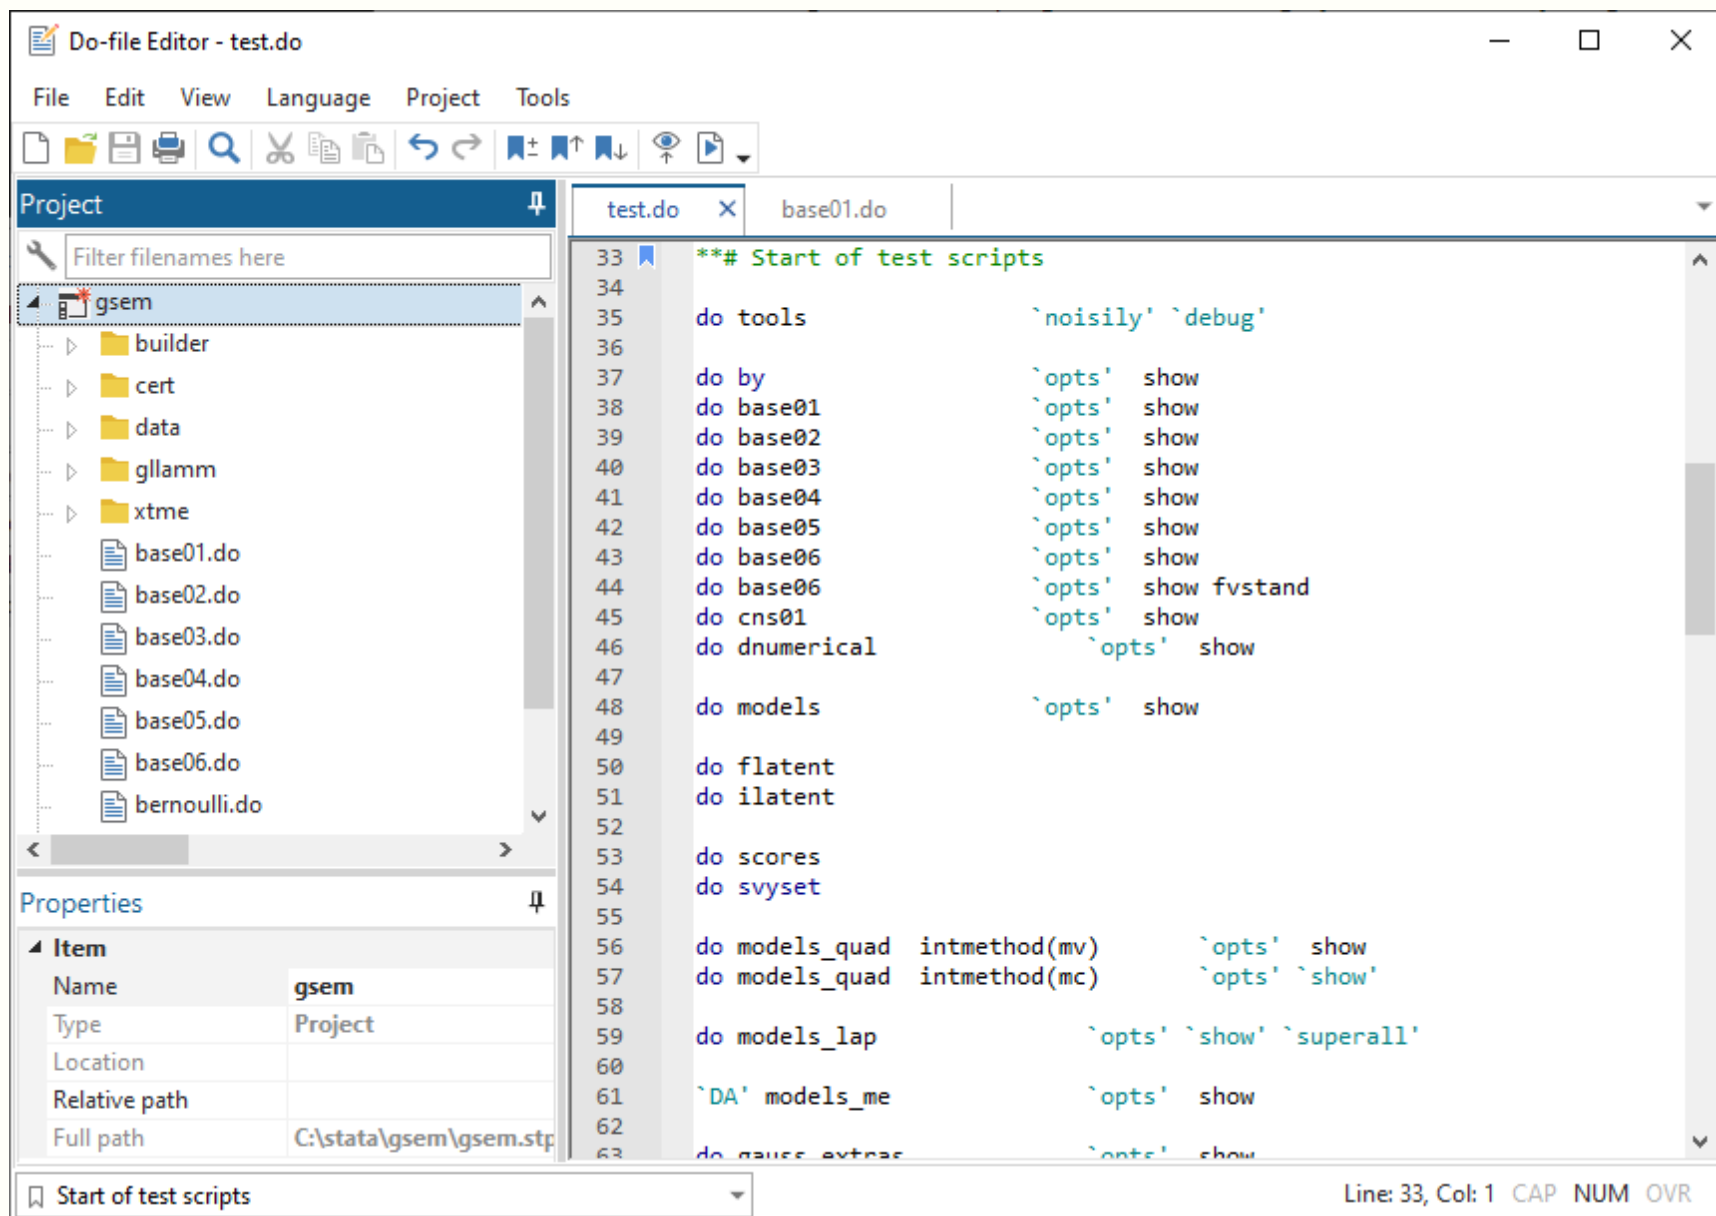 Do-file Editor - test.do
File Edit View Language Project Tools
Project
Filter filenames here
gsem
builder
cert
data
gllamm
xtme
base01.do
base02.do
base03.do
base04.do
base05.do
base06.do
bernoulli.do
Properties
Item
Name gsem
Type Project
Location
Relative path
Full path C:\stata\gsem\gsem.stp
test.do base01.do
33 **# Start of test scripts
34
35 do tools `noisily' `debug'
36
37 do by `opts' show
38 do base01 `opts' show
39 do base02 `opts' show
40 do base03 `opts' show
41 do base04 `opts' show
42 do base05 `opts' show
43 do base06 `opts' show
44 do base06 `opts' show fvstand
45 do cns01 `opts' show
46 do dnumerical `opts' show
47
48 do models `opts' show
49
50 do flatent
51 do ilatent
52
53 do scores
54 do svyset
55
56 do models_quad intmethod(mv) `opts' show
57 do models_quad intmethod(mc) `opts' `show'
58
59 do models_lap `opts' `show' `superall'
60
61 `DA' models_me `opts' show
62
63 do gauss_extras `opts' show
Start of test scripts
Line: 33, Col: 1 CAP NUM OVR